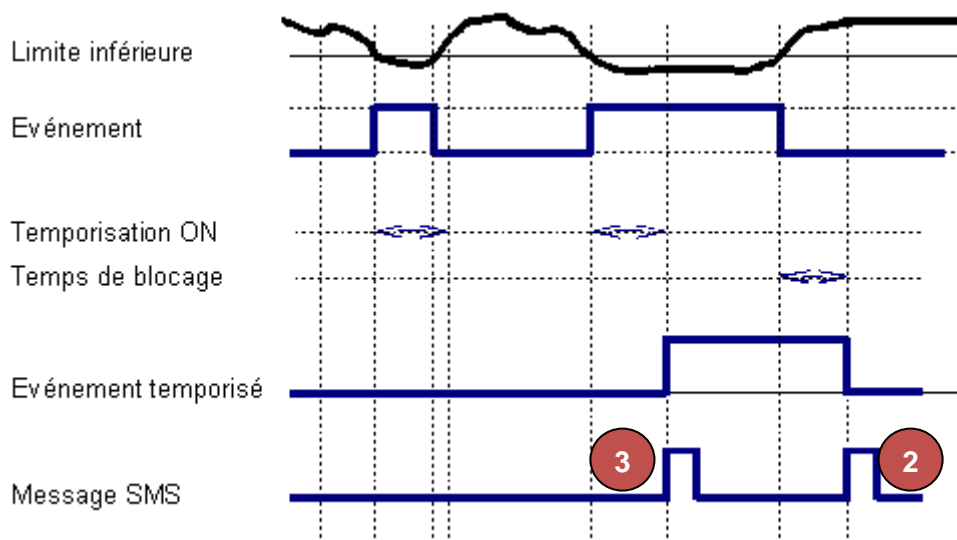 Limite inférieure
Evénement
Temporisation ON
Temps de blocage
Evénement temporisé
3
2
Message SMS